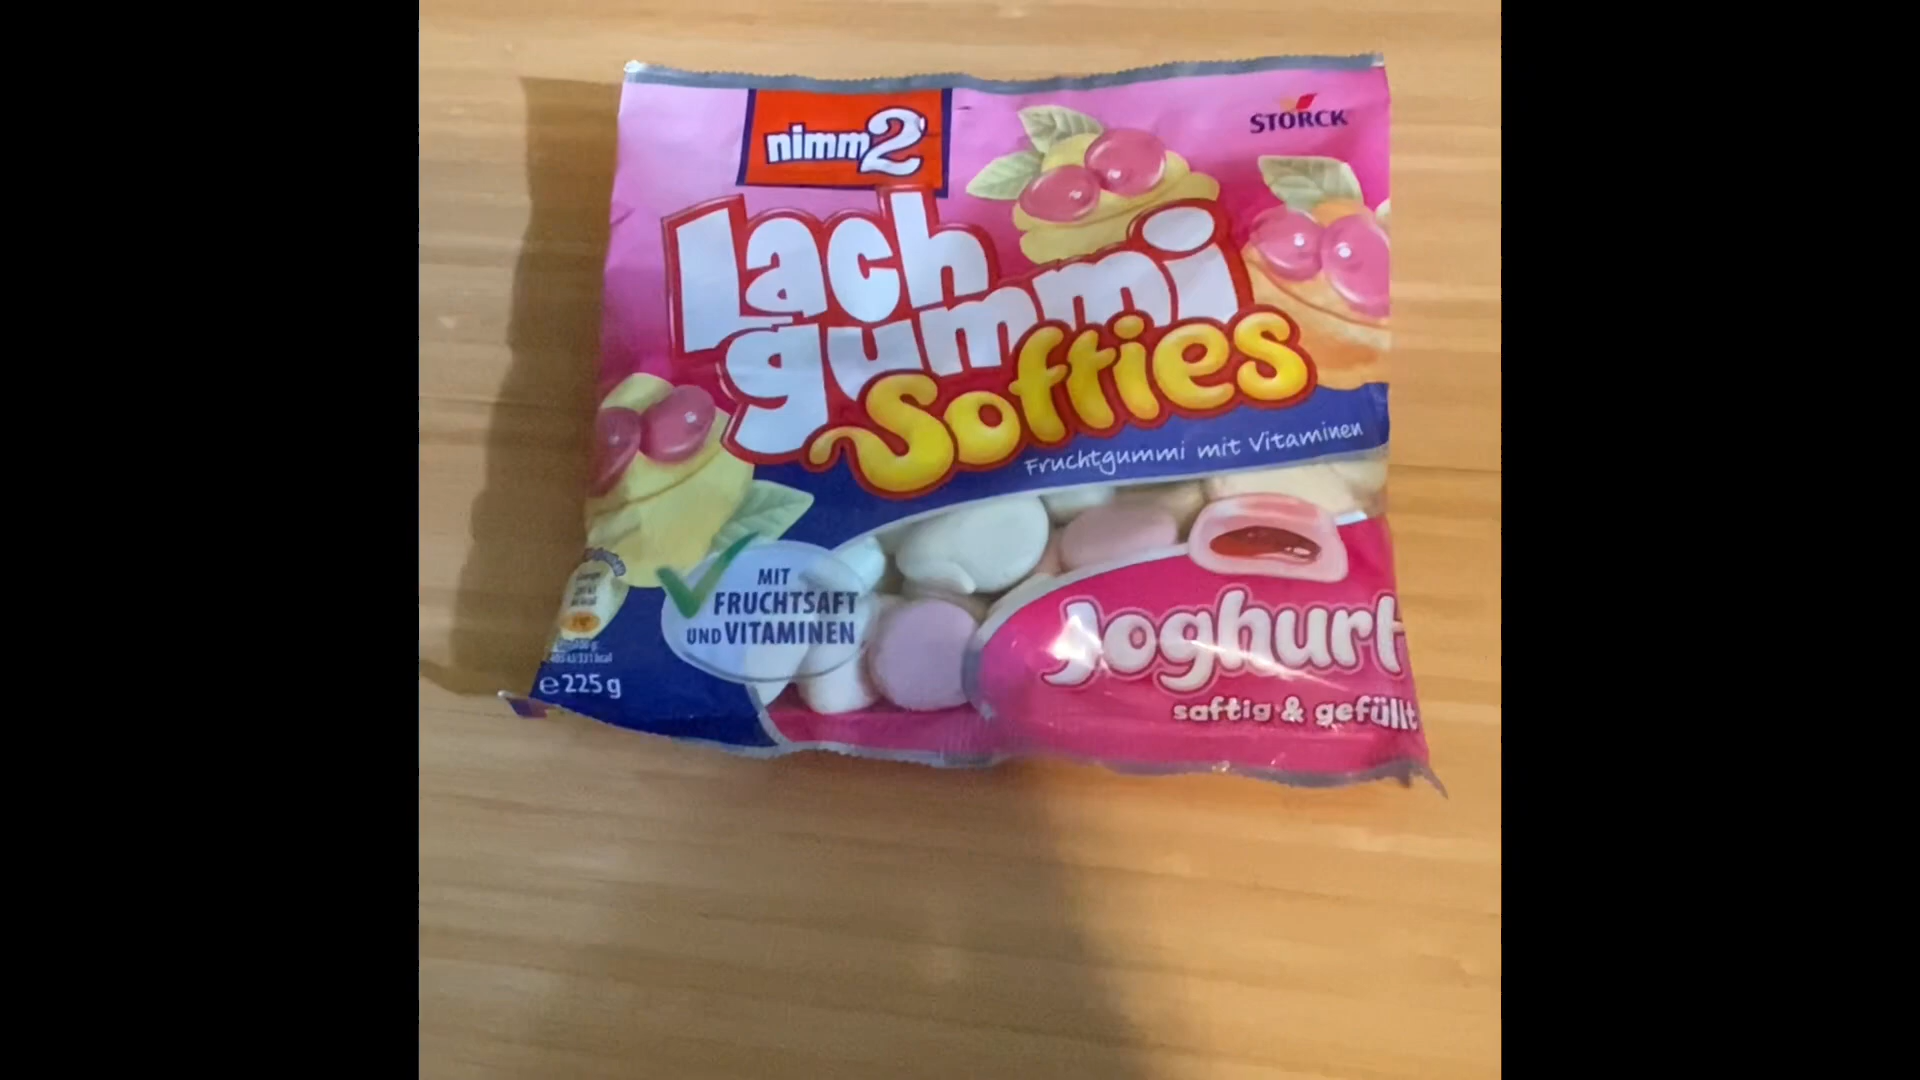 nimm2
STORCK
Lach
gummi
Softies
Fruchtgummi mit Vitaminen
MIT
FRUCHTSAFT
UND VITAMINEN
Joghurt
saftig & gefüllt
e 225 g